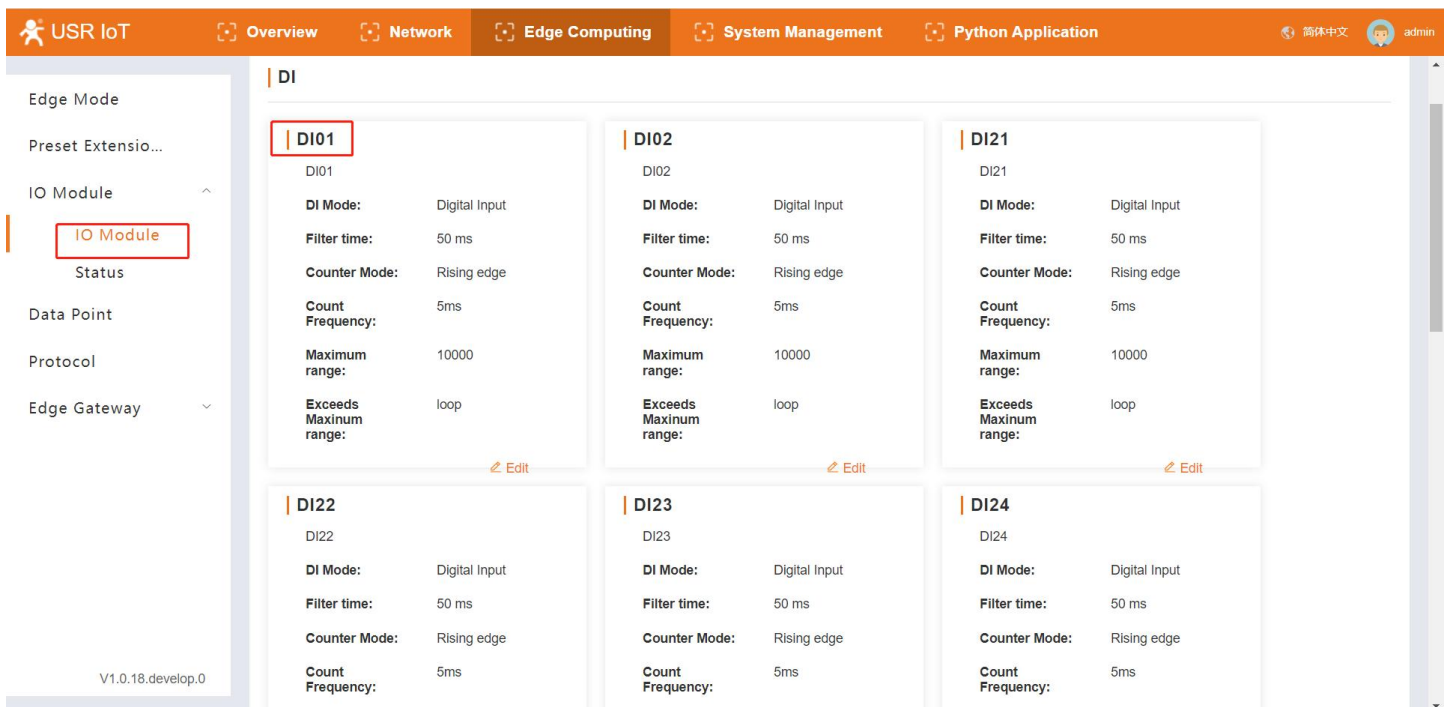 USR IoT
Overview
Network
Edge Computing
System Management
Python Application
简体中文
admin
Edge Mode
Preset Extensio...
IO Module
IO Module
Status
Data Point
Protocol
Edge Gateway
V1.0.18.develop.0
DI
DI01
DI01
DI Mode: Digital Input
Filter time: 50 ms
Counter Mode: Rising edge
Count 5ms
Frequency:
Maximum 10000
range:
Exceeds loop
Maxinum
range:
Edit
DI02
DI02
DI Mode: Digital Input
Filter time: 50 ms
Counter Mode: Rising edge
Count 5ms
Frequency:
Maximum 10000
range:
Exceeds loop
Maxinum
range:
Edit
DI21
DI21
DI Mode: Digital Input
Filter time: 50 ms
Counter Mode: Rising edge
Count 5ms
Frequency:
Maximum 10000
range:
Exceeds loop
Maxinum
range:
Edit
DI22
DI22
DI Mode: Digital Input
Filter time: 50 ms
Counter Mode: Rising edge
Count 5ms
Frequency:
DI23
DI23
DI Mode: Digital Input
Filter time: 50 ms
Counter Mode: Rising edge
Count 5ms
Frequency:
DI24
DI24
DI Mode: Digital Input
Filter time: 50 ms
Counter Mode: Rising edge
Count 5ms
Frequency: